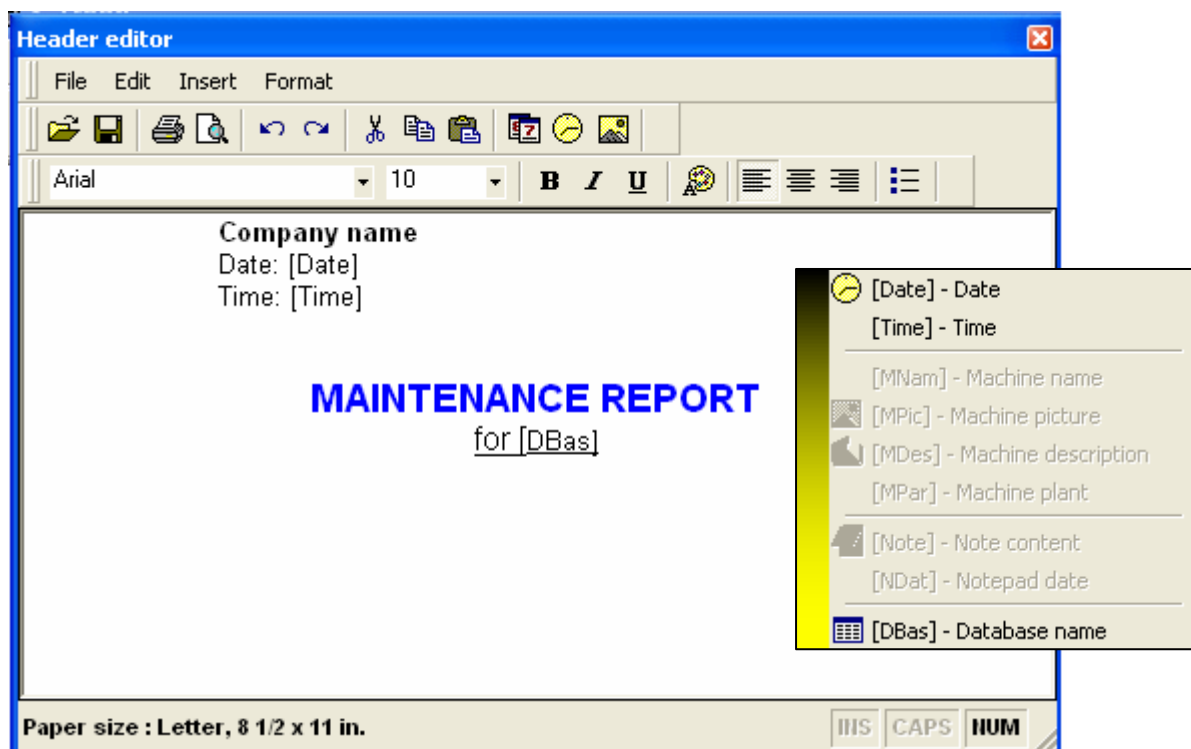 Header editor
File Edit Insert Format
Arial 10 B I U
Company name
Date: [Date]
Time: [Time]
MAINTENANCE REPORT
for [DBas]
[Date] - Date
[Time] - Time
[MNam] - Machine name
[MPic] - Machine picture
[MDes] - Machine description
[MPar] - Machine plant
[Note] - Note content
[NDat] - Notepad date
[DBas] - Database name
Paper size : Letter, 8 1/2 x 11 in. INS CAPS NUM